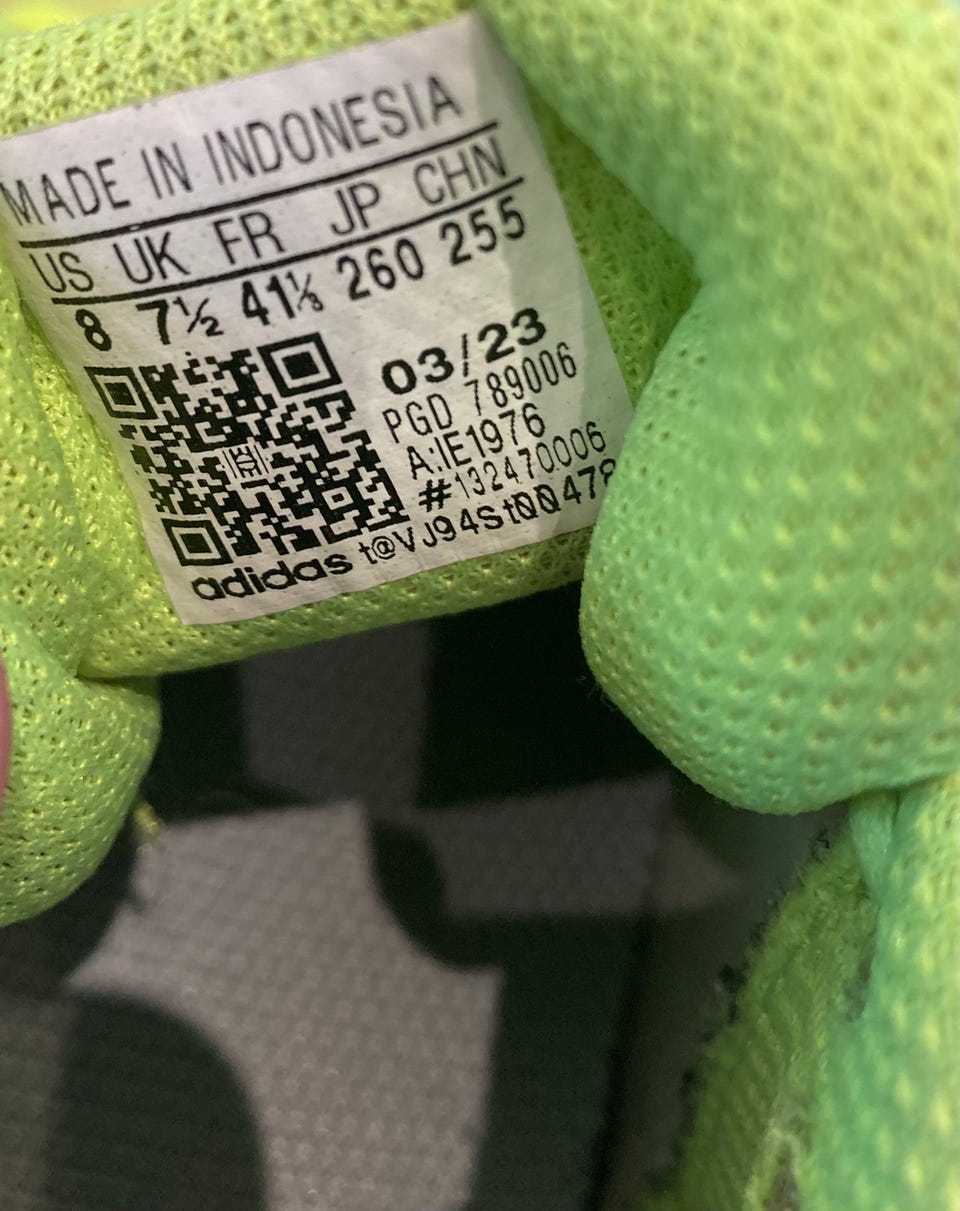 MADE IN INDONESIA
US UK FR JP CHN
8 7½ 41⅓ 260 255
03/23
PGD 789006
A:IE1976
#132470006
adidas t@VJ94StQQ478